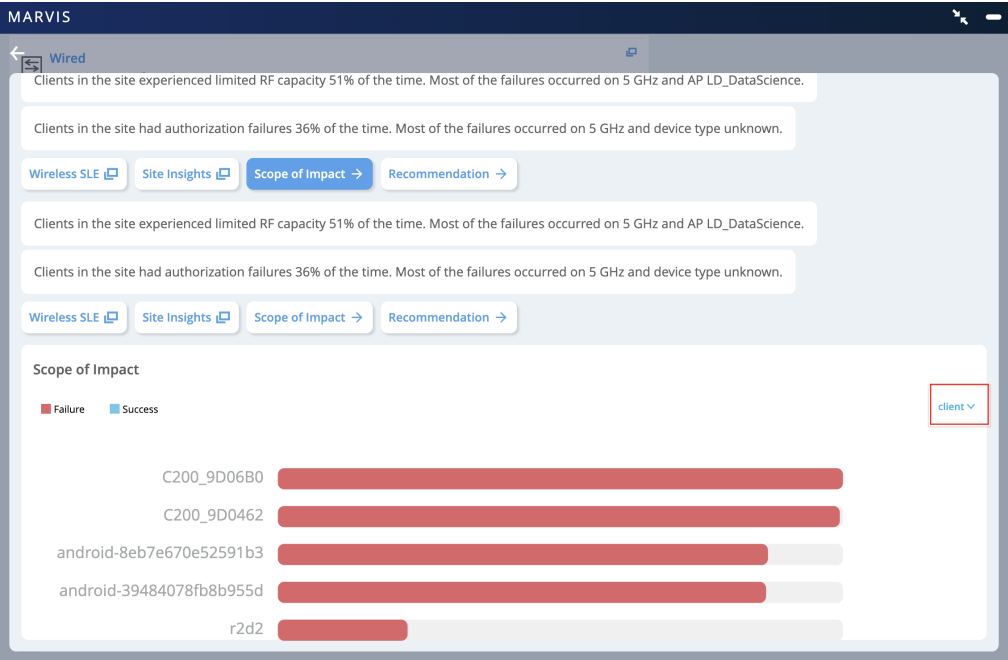 MARVIS
Wired
Clients in the site experienced limited RF capacity 51% of the time. Most of the failures occurred on 5 GHz and AP LD_DataScience.
Clients in the site had authorization failures 36% of the time. Most of the failures occurred on 5 GHz and device type unknown.
Wireless SLE Site Insights Scope of Impact → Recommendation →
Clients in the site experienced limited RF capacity 51% of the time. Most of the failures occurred on 5 GHz and AP LD_DataScience.
Clients in the site had authorization failures 36% of the time. Most of the failures occurred on 5 GHz and device type unknown.
Wireless SLE Site Insights Scope of Impact → Recommendation →
Scope of Impact
Failure Success
client
C200_9D06B0
C200_9D0462
android-8eb7e670e52591b3
android-39484078fb8b955d
r2d2